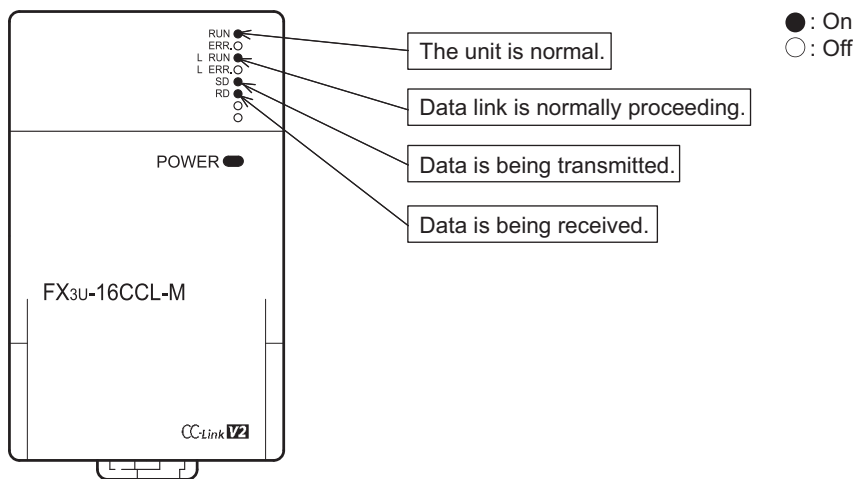 RUN
ERR.
L RUN
L ERR.
SD
RD
POWER
FX3U-16CCL-M
CC-Link V2
The unit is normal.
Data link is normally proceeding.
Data is being transmitted.
Data is being received.
: On
: Off